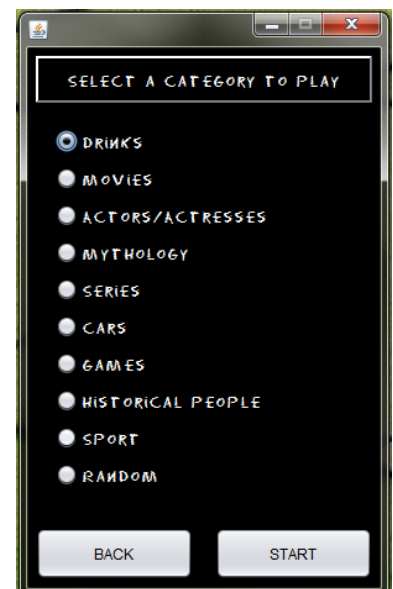 SELECT A CATEGORY TO PLAY
DRINKS
MOVIES
ACTORS/ACTRESSES
MYTHOLOGY
SERIES
CARS
GAMES
HISTORICAL PEOPLE
SPORT
RANDOM
BACK START